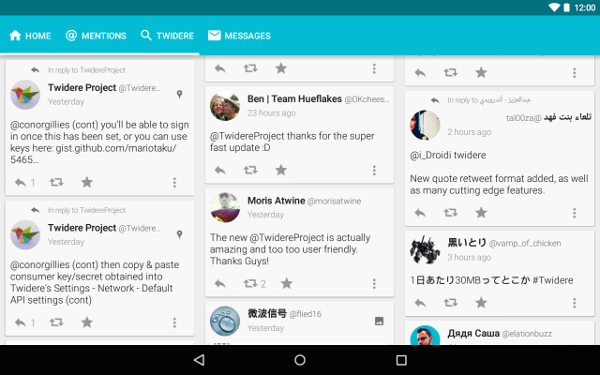 12:00
HOME
MENTIONS
TWIDERE
MESSAGES
In reply to TwidereProject
Twidere Project @Twidere...
Yesterday
@conorgillies (cont) you'll be able to sign
in once this has been set, or you can use
keys here: gist.github.com/mariotaku/
5465...
1
In reply to TwidereProject
Twidere Project @Twidere...
Yesterday
@conorgillies (cont) then copy & paste
consumer key/secret obtained into
Twidere's Settings - Network - Default
API settings (cont)
1
Ben | Team Hueflakes @OKchees...
23 hours ago
@TwidereProject thanks for the super
fast update :D
Moris Atwine @morisatwine
Yesterday
The new @TwidereProject is actually
amazing and too too user friendly.
Thanks Guys!
2
微波信号 @flied16
Yesterday
In reply to عبدالعزيز - أندرويدي
تلعاء بنت فهد @tal00za
2 hours ago
@i_Droidi twidere
New quote retweet format added, as well
as many cutting edge features.
黒いとり @vamp_of_chicken
3 hours ago
1日あたり30MBってとこか #Twidere
Дядя Саша @elationbuzz